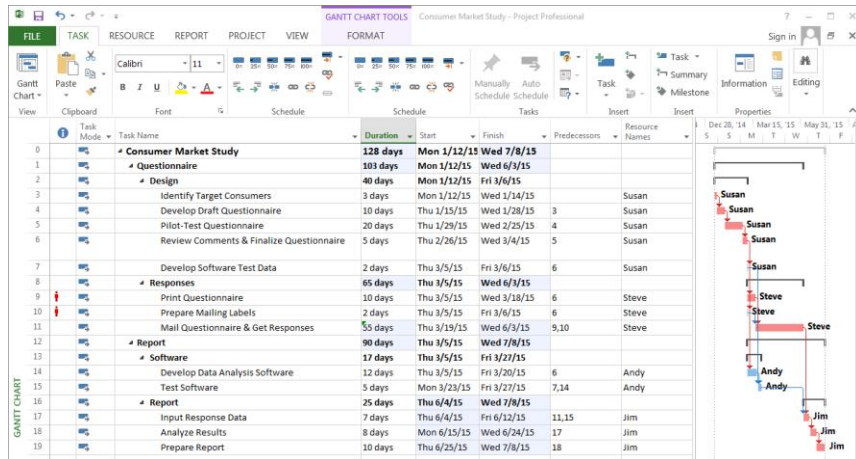 GANTT CHART TOOLS Consumer Market Study - Project Professional
FILE TASK RESOURCE REPORT PROJECT VIEW FORMAT Sign in
Gantt Chart Paste Calibri 11 Manually Schedule Auto Schedule Task Task Summary Milestone Information Editing
B I U A
0% 25% 50% 75% 100% 0% 25% 50% 75% 100%
View Clipboard Font Schedule Schedule Tasks Insert Insert Properties
Task Mode Task Name Duration Start Finish Predecessors Resource Names Dec 28, '14 Mar 15, '15 May 31, '15
S S M T W T F
0 Consumer Market Study 128 days Mon 1/12/15 Wed 7/8/15
1 Questionnaire 103 days Mon 1/12/15 Wed 6/3/15
2 Design 40 days Mon 1/12/15 Fri 3/6/15
3 Identify Target Consumers 3 days Mon 1/12/15 Wed 1/14/15 Susan Susan
4 Develop Draft Questionnaire 10 days Thu 1/15/15 Wed 1/28/15 3 Susan Susan
5 Pilot-Test Questionnaire 20 days Thu 1/29/15 Wed 2/25/15 4 Susan Susan
6 Review Comments & Finalize Questionnaire 5 days Thu 2/26/15 Wed 3/4/15 5 Susan Susan
7 Develop Software Test Data 2 days Thu 3/5/15 Fri 3/6/15 6 Susan Susan
8 Responses 65 days Thu 3/5/15 Wed 6/3/15
9 Print Questionnaire 10 days Thu 3/5/15 Wed 3/18/15 6 Steve Steve
10 Prepare Mailing Labels 2 days Thu 3/5/15 Fri 3/6/15 6 Steve Steve
11 Mail Questionnaire & Get Responses 55 days Thu 3/19/15 Wed 6/3/15 9,10 Steve Steve
12 Report 90 days Thu 3/5/15 Wed 7/8/15
13 Software 17 days Thu 3/5/15 Fri 3/27/15
14 Develop Data Analysis Software 12 days Thu 3/5/15 Fri 3/20/15 6 Andy Andy
15 Test Software 5 days Mon 3/23/15 Fri 3/27/15 7,14 Andy Andy
16 Report 25 days Thu 6/4/15 Wed 7/8/15
17 Input Response Data 7 days Thu 6/4/15 Fri 6/12/15 11,15 Jim Jim
18 Analyze Results 8 days Mon 6/15/15 Wed 6/24/15 17 Jim Jim
19 Prepare Report 10 days Thu 6/25/15 Wed 7/8/15 18 Jim Jim
GANTT CHART